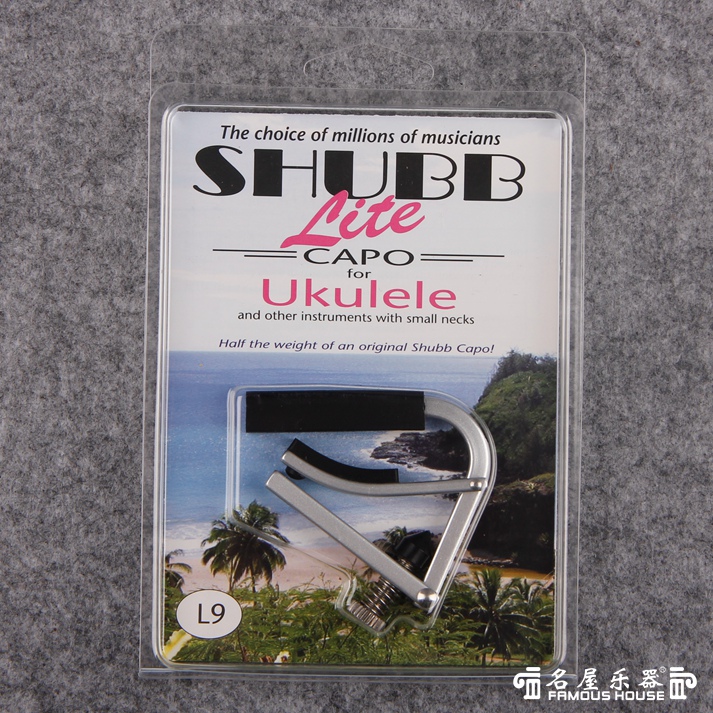 The choice of millions of musicians
SHUBB
Lite
CAPO
for
Ukulele
and other instruments with small necks
Half the weight of an original Shubb Capo!
L9
名屋乐器®
FAMOUS HOUSE